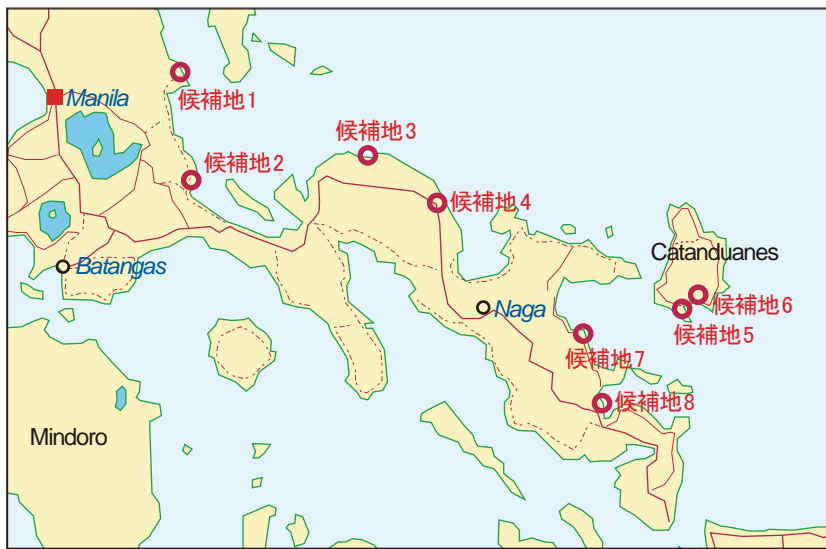 Manila
候補地1
候補地2
候補地3
候補地4
Catanduanes
Batangas
Naga
候補地6
候補地5
候補地7
候補地8
Mindoro